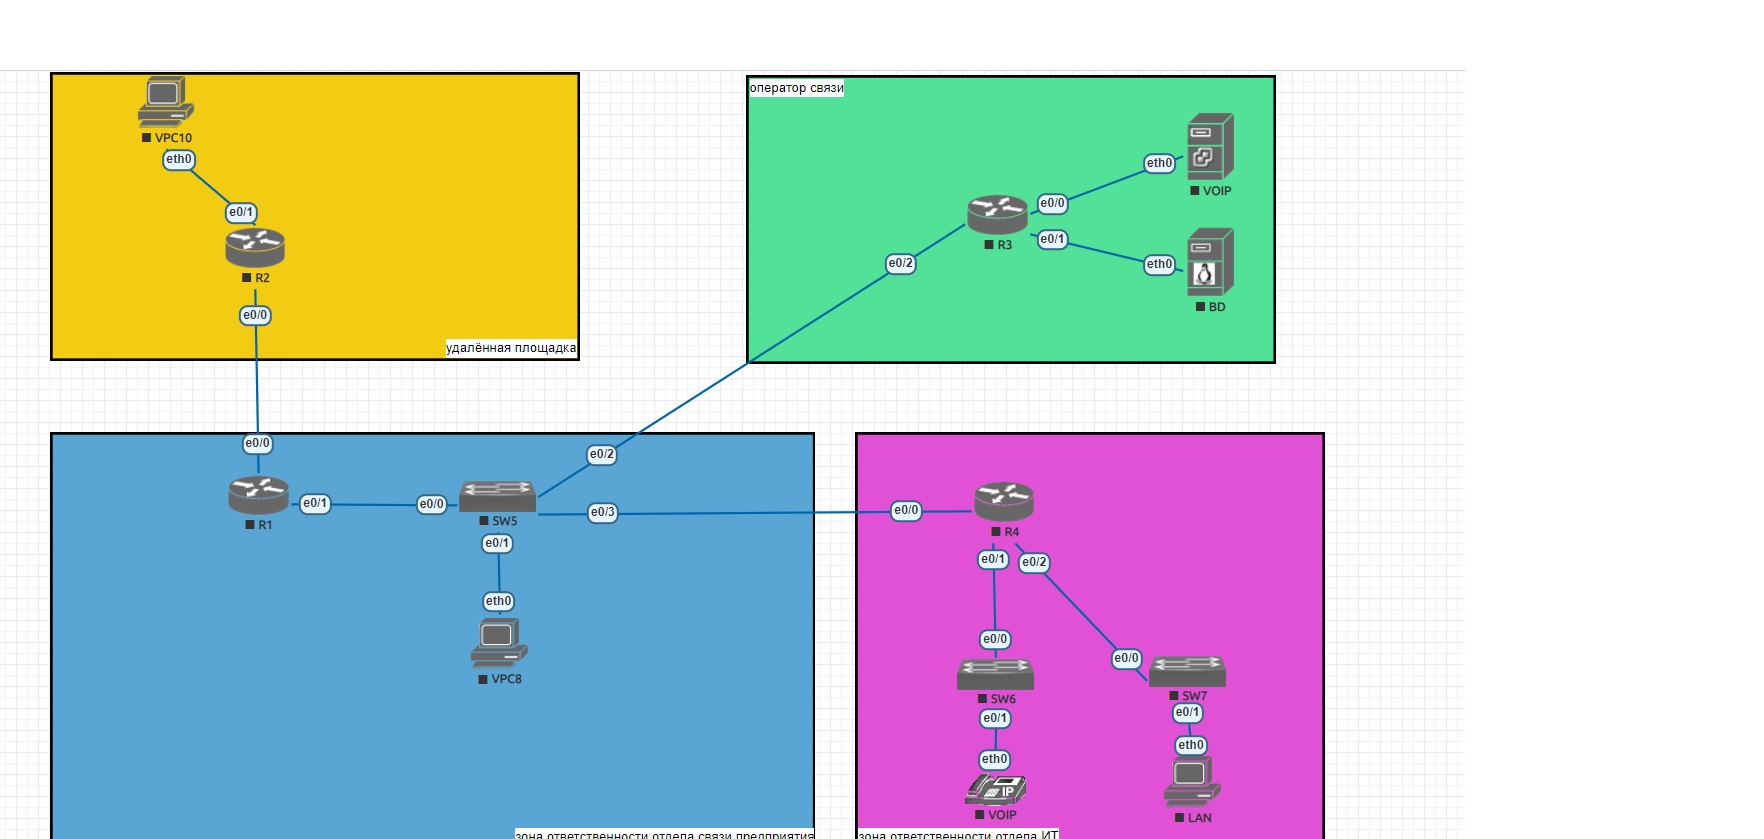 VPC10
eth0
e0/1
R2
e0/0
удалённая площадка
оператор связи
eth0
VOIP
e0/0
R3
e0/1
eth0
BD
e0/2
e0/0
R1
e0/1
e0/0
SW5
e0/2
e0/3
e0/1
eth0
VPC8
зона ответственности отдела связи предприятия
e0/0
R4
e0/1
e0/2
e0/0
SW6
e0/1
eth0
IP
VOIP
e0/0
SW7
e0/1
eth0
LAN
зона ответственности отдела ИТ